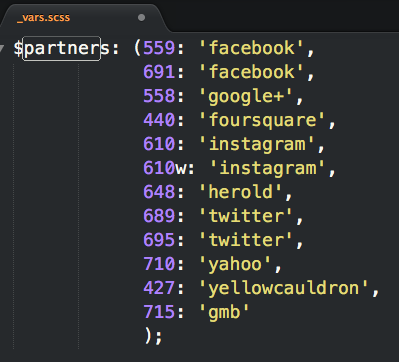 _vars.scss
$partners: (559: 'facebook',
691: 'facebook',
558: 'google+',
440: 'foursquare',
610: 'instagram',
610w: 'instagram',
648: 'herold',
689: 'twitter',
695: 'twitter',
710: 'yahoo',
427: 'yellowcauldron',
715: 'gmb'
);